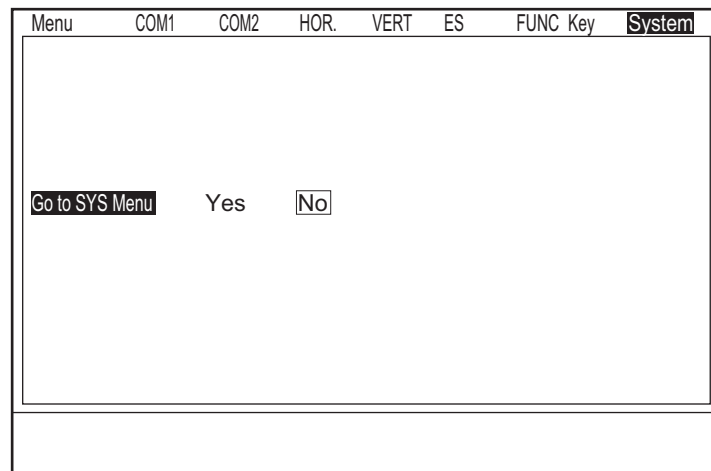 Menu COM1 COM2 HOR. VERT ES FUNC Key System
Go to SYS Menu Yes No